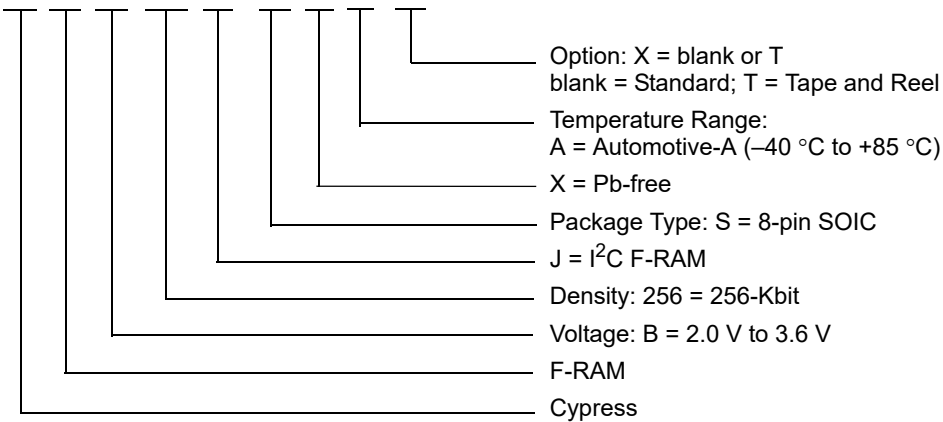 Option: X = blank or T
blank = Standard; T = Tape and Reel
Temperature Range:
A = Automotive-A (–40 °C to +85 °C)
X = Pb-free
Package Type: S = 8-pin SOIC
J = I²C F-RAM
Density: 256 = 256-Kbit
Voltage: B = 2.0 V to 3.6 V
F-RAM
Cypress